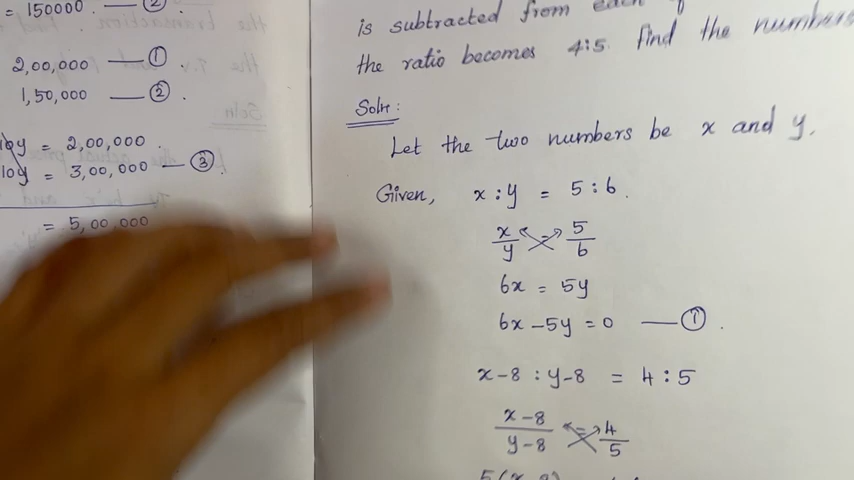 = 150000. — ②
2,00,000 — ①
1,50,000 — ②.
= 2,00,000.
= 3,00,000 — ③.
= 5,00,000
is subtracted from each
the ratio becomes 4:5. Find the numbers
Soln:
Let the two numbers be x and y.
Given, x : y = 5 : 6.
x/y = 5/6
6x = 5y
6x - 5y = 0 — ①.
x-8 : y-8 = 4 : 5
x-8/y-8 = 4/5